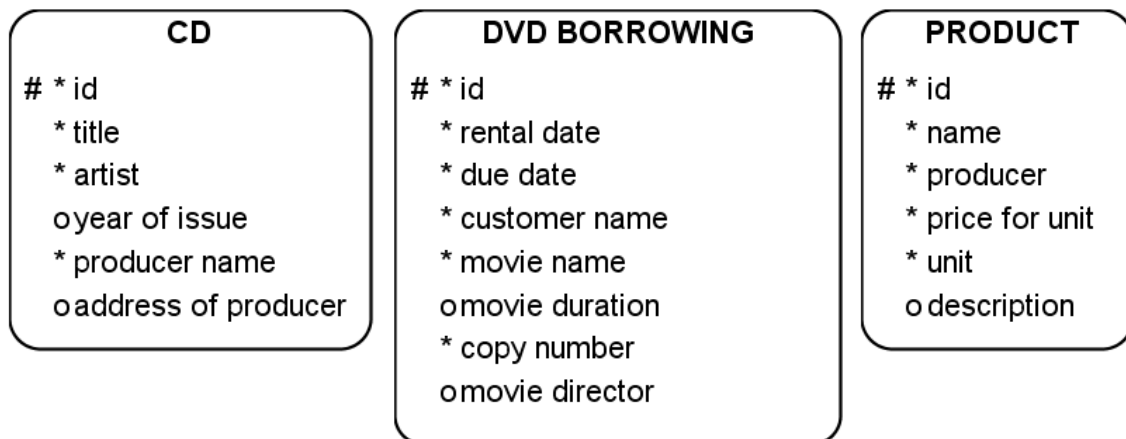 CD
# * id
* title
* artist
o year of issue
* producer name
o address of producer
DVD BORROWING
# * id
* rental date
* due date
* customer name
* movie name
o movie duration
* copy number
o movie director
PRODUCT
# * id
* name
* producer
* price for unit
* unit
o description